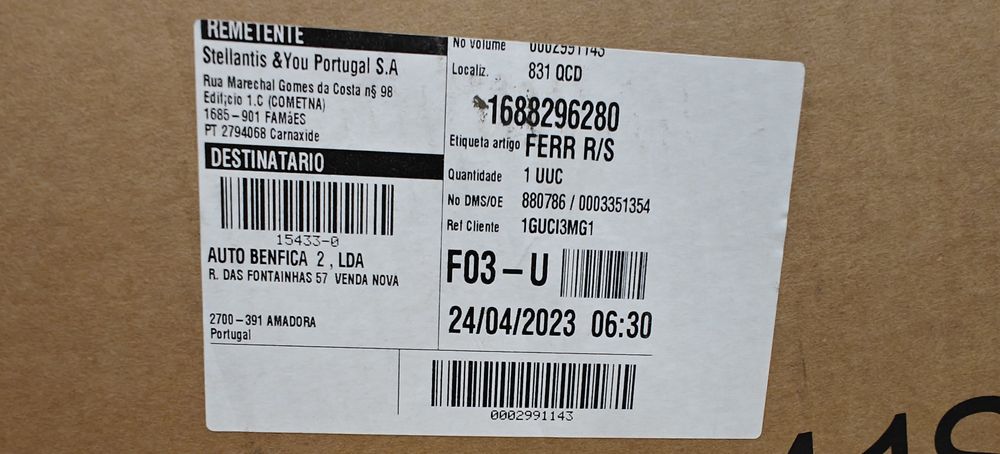 REMETENTE
Stellantis &You Portugal S.A
Rua Marechal Gomes da Costa n§ 98
Edif¡cio 1.C (COMETNA)
1685-901 FAMåES
PT 2794068 Carnaxide
DESTINATARIO
15433-0
AUTO BENFICA 2 , LDA
R. DAS FONTAINHAS 57 VENDA NOVA
2700-391 AMADORA
Portugal
No volume 0002991143
Localiz. 831 QCD
1688296280
Etiqueta artigo FERR R/S
Quantidade 1 UUC
No DMS/OE 880786 / 0003351354
Ref Cliente 1GUCI3MG1
F03-U
24/04/2023 06:30
0002991143